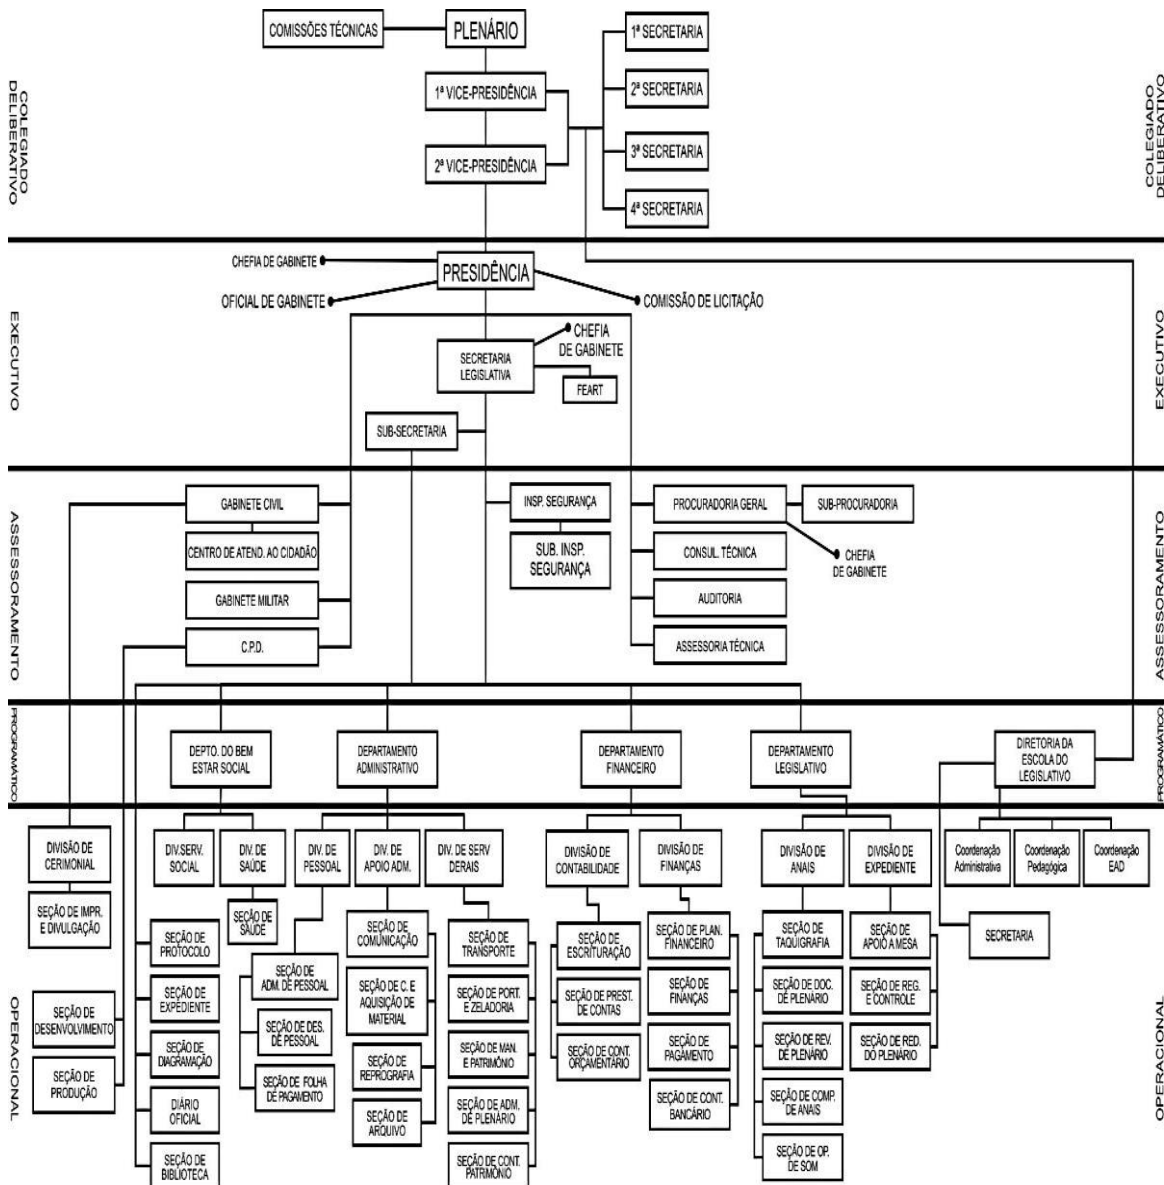 COMISSÕES TÉCNICAS
PLENÁRIO
1ª SECRETARIA
1ª VICE-PRESIDÊNCIA
2ª SECRETARIA
COLEGIADO
DELIBERATIVO
COLEGIADO
DELIBERATIVO
2ª VICE-PRESIDÊNCIA
3ª SECRETARIA
4ª SECRETARIA
EXECUTIVO
EXECUTIVO
CHEFIA DE GABINETE
PRESIDÊNCIA
OFICIAL DE GABINETE
COMISSÃO DE LICITAÇÃO
SECRETARIA
LEGISLATIVA
CHEFIA
DE GABINETE
FEART
SUB-SECRETARIA
ASSESSORAMENTO
ASSESSORAMENTO
GABINETE CIVIL
INSP. SEGURANÇA
PROCURADORIA GERAL
SUB-PROCURADORIA
CENTRO DE ATEND. AO CIDADÃO
SUB. INSP.
SEGURANÇA
CONSUL. TÉCNICA
CHEFIA
DE GABINETE
GABINETE MILITAR
AUDITORIA
C.P.D.
ASSESSORIA TÉCNICA
PROGRAMÁTICO
PROGRAMÁTICO
DEPTO. DO BEM
ESTAR SOCIAL
DEPARTAMENTO
ADMINISTRATIVO
DEPARTAMENTO
FINANCEIRO
DEPARTAMENTO
LEGISLATIVO
DIRETORIA DA
ESCOLA DO
LEGISLATIVO
OPERACIONAL
OPERACIONAL
DIVISÃO DE
CERIMONIAL
DIV.SERV.
SOCIAL
DIV. DE
SAÚDE
DIV. DE
PESSOAL
DIV. DE
APOIO ADM.
DIV. DE SERV
DERAIS
DIVISÃO DE
CONTABILIDADE
DIVISÃO DE
FINANÇAS
DIVISÃO DE
ANAIS
DIVISÃO DE
EXPEDIENTE
Coordenação
Administrativa
Coordenação
Pedagógica
Coordenação
EAD
SEÇÃO DE IMPR.
E DIVULGAÇÃO
SEÇÃO DE
DESENVOLVIMENTO
SEÇÃO DE
PRODUÇÃO
SEÇÃO DE
PROTOCOLO
SEÇÃO DE
EXPEDIENTE
SEÇÃO DE
DIAGRAMAÇÃO
DIÁRIO
OFICIAL
SEÇÃO DE
BIBLIOTECA
SEÇÃO DE
SAÚDE
SEÇÃO DE
ADM. DE PESSOAL
SEÇÃO DE DES.
DE PESSOAL
SEÇÃO DE FOLHA
DE PAGAMENTO
SEÇÃO DE
COMUNICAÇÃO
SEÇÃO DE C. E
AQUISIÇÃO DE
MATERIAL
SEÇÃO DE
REPROGRAFIA
SEÇÃO DE
ARQUIVO
SEÇÃO DE
TRANSPORTE
SEÇÃO DE PORT.
E ZELADORIA
SEÇÃO DE MAN.
E PATRIMÔNIO
SEÇÃO DE ADM.
DE PLENÁRIO
SEÇÃO DE CONT.
PATRIMÔNIO
SEÇÃO DE
ESCRITURAÇÃO
SEÇÃO DE PREST.
DE CONTAS
SEÇÃO DE CONT.
ORÇAMENTÁRIO
SEÇÃO DE PLAN.
FINANCEIRO
SEÇÃO DE
FINANÇAS
SEÇÃO DE
PAGAMENTO
SEÇÃO DE CONT.
BANCÁRIO
SEÇÃO DE
TAQUIGRAFIA
SEÇÃO DE DOC.
DE PLENÁRIO
SEÇÃO DE REV.
DE PLENÁRIO
SEÇÃO DE COMP.
DE ANAIS
SEÇÃO DE OP.
DE SOM
SEÇÃO DE
APOIO A MESA
SEÇÃO DE REG.
E CONTROLE
SEÇÃO DE RED.
DO PLENÁRIO
SECRETARIA